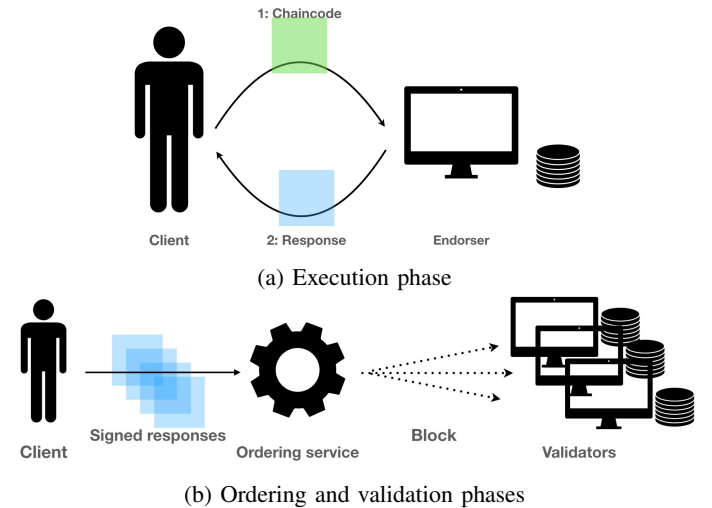 1: Chaincode
Client
2: Response
Endorser
(a) Execution phase
Client
Signed responses
Ordering service
Block
Validators
(b) Ordering and validation phases